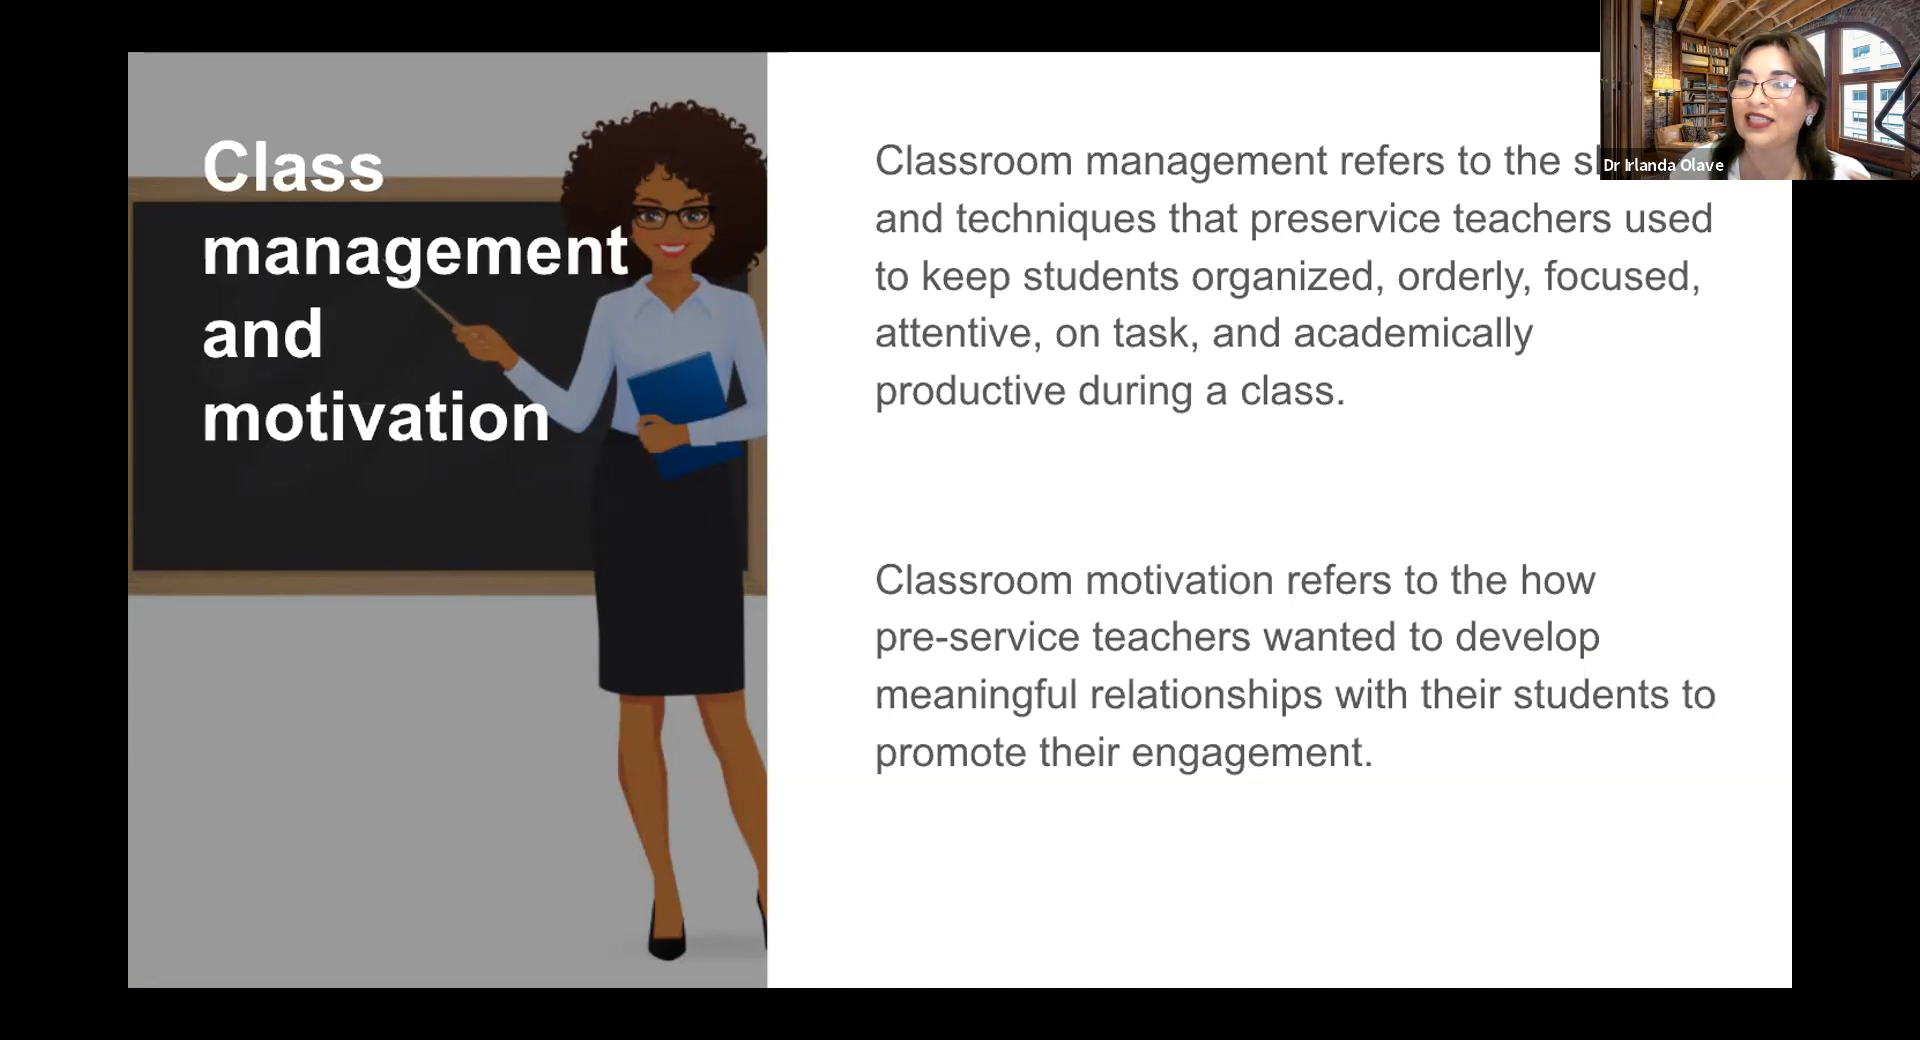 Class
management
and
motivation
Classroom management refers to the
and techniques that preservice teachers used
to keep students organized, orderly, focused,
attentive, on task, and academically
productive during a class.
Classroom motivation refers to the how
pre-service teachers wanted to develop
meaningful relationships with their students to
promote their engagement.
Dr Irlanda Olave